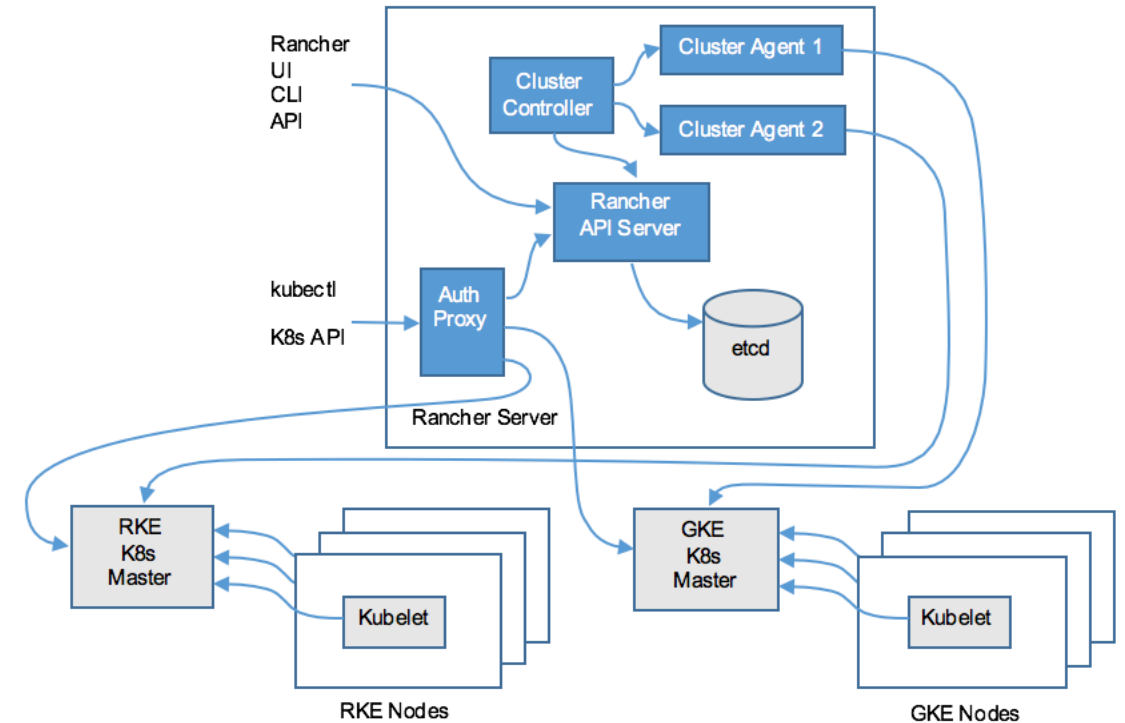 Rancher
UI
CLI
API
Cluster
Controller
Cluster Agent 1
Cluster Agent 2
Rancher
API Server
kubectl
K8s API
Auth
Proxy
etcd
Rancher Server
RKE
K8s
Master
Kubelet
RKE Nodes
GKE
K8s
Master
Kubelet
GKE Nodes